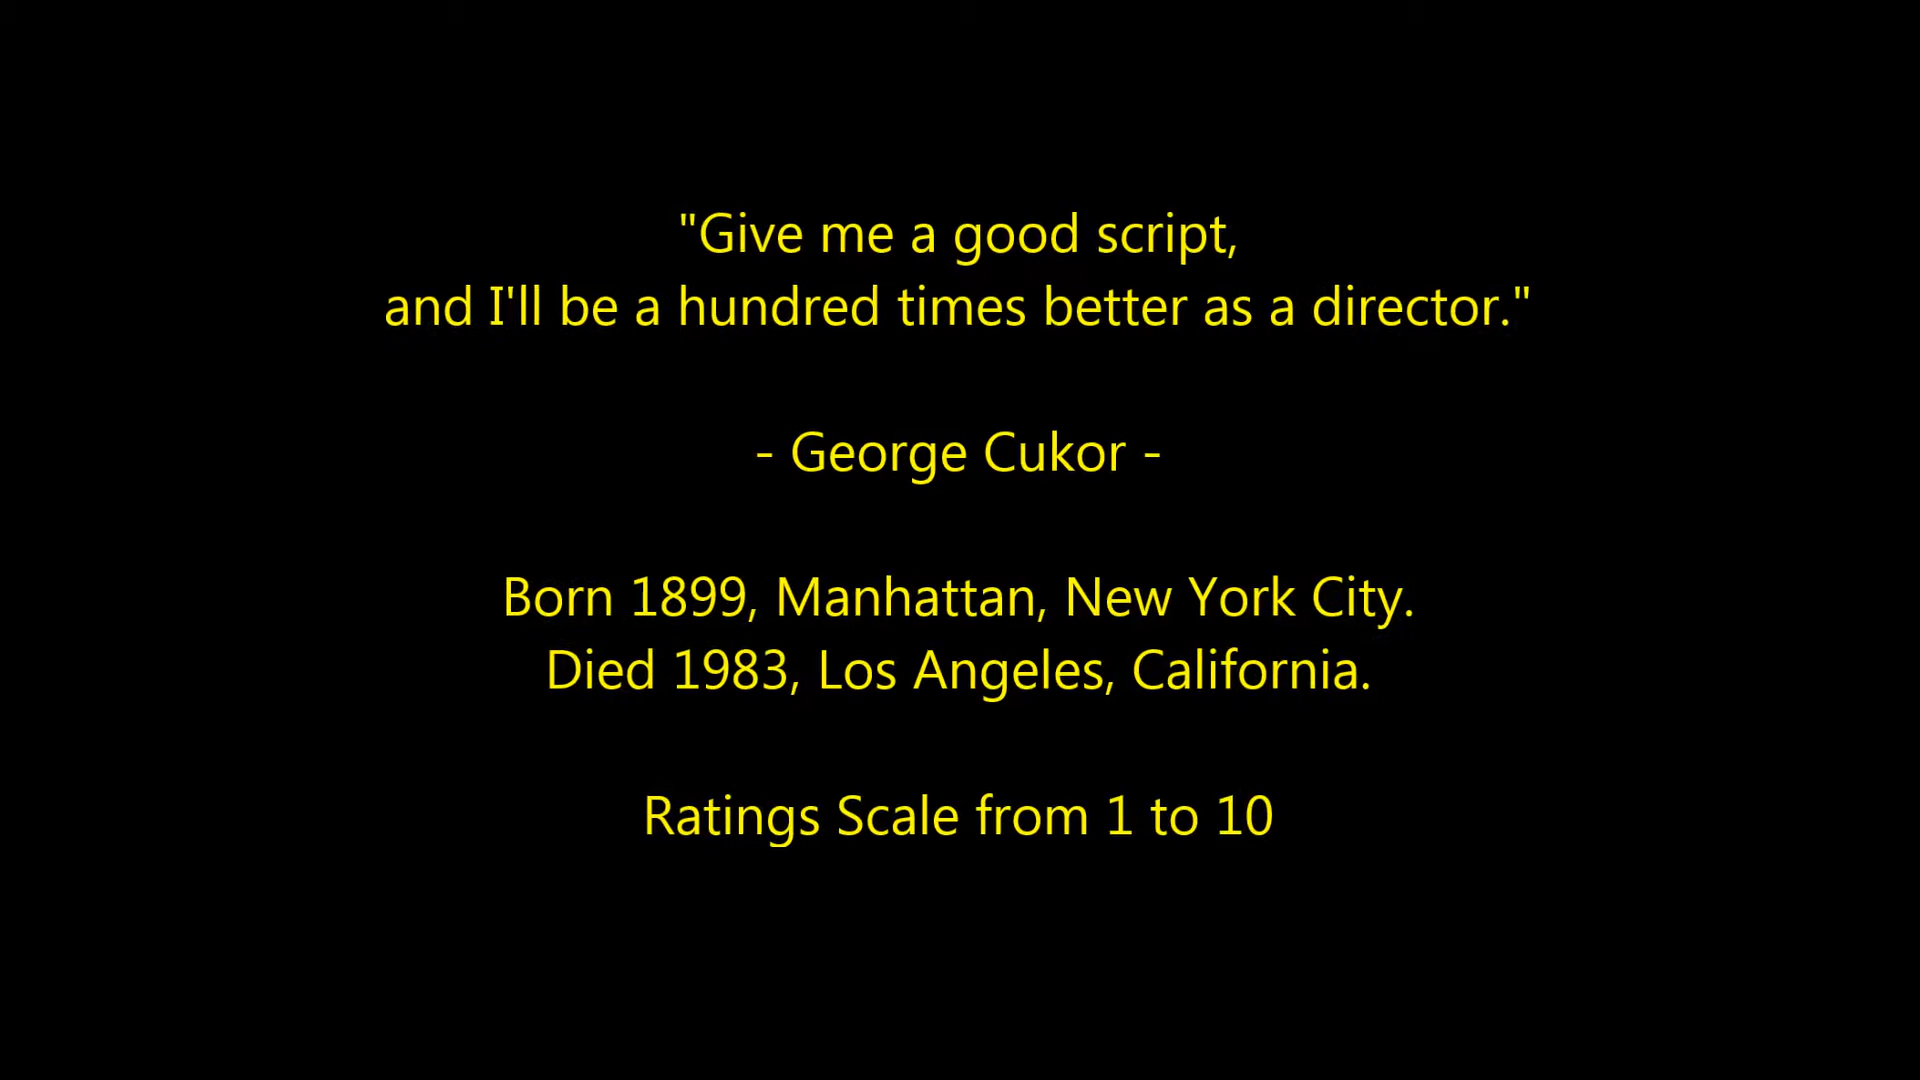 "Give me a good script,
and I'll be a hundred times better as a director."
- George Cukor -
Born 1899, Manhattan, New York City.
Died 1983, Los Angeles, California.
Ratings Scale from 1 to 10